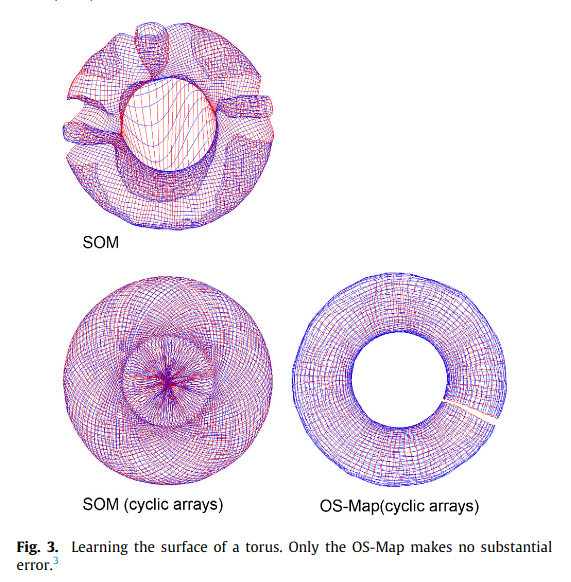 SOM
SOM (cyclic arrays)
OS-Map(cyclic arrays)
Fig. 3. Learning the surface of a torus. Only the OS-Map makes no substantial
error.3